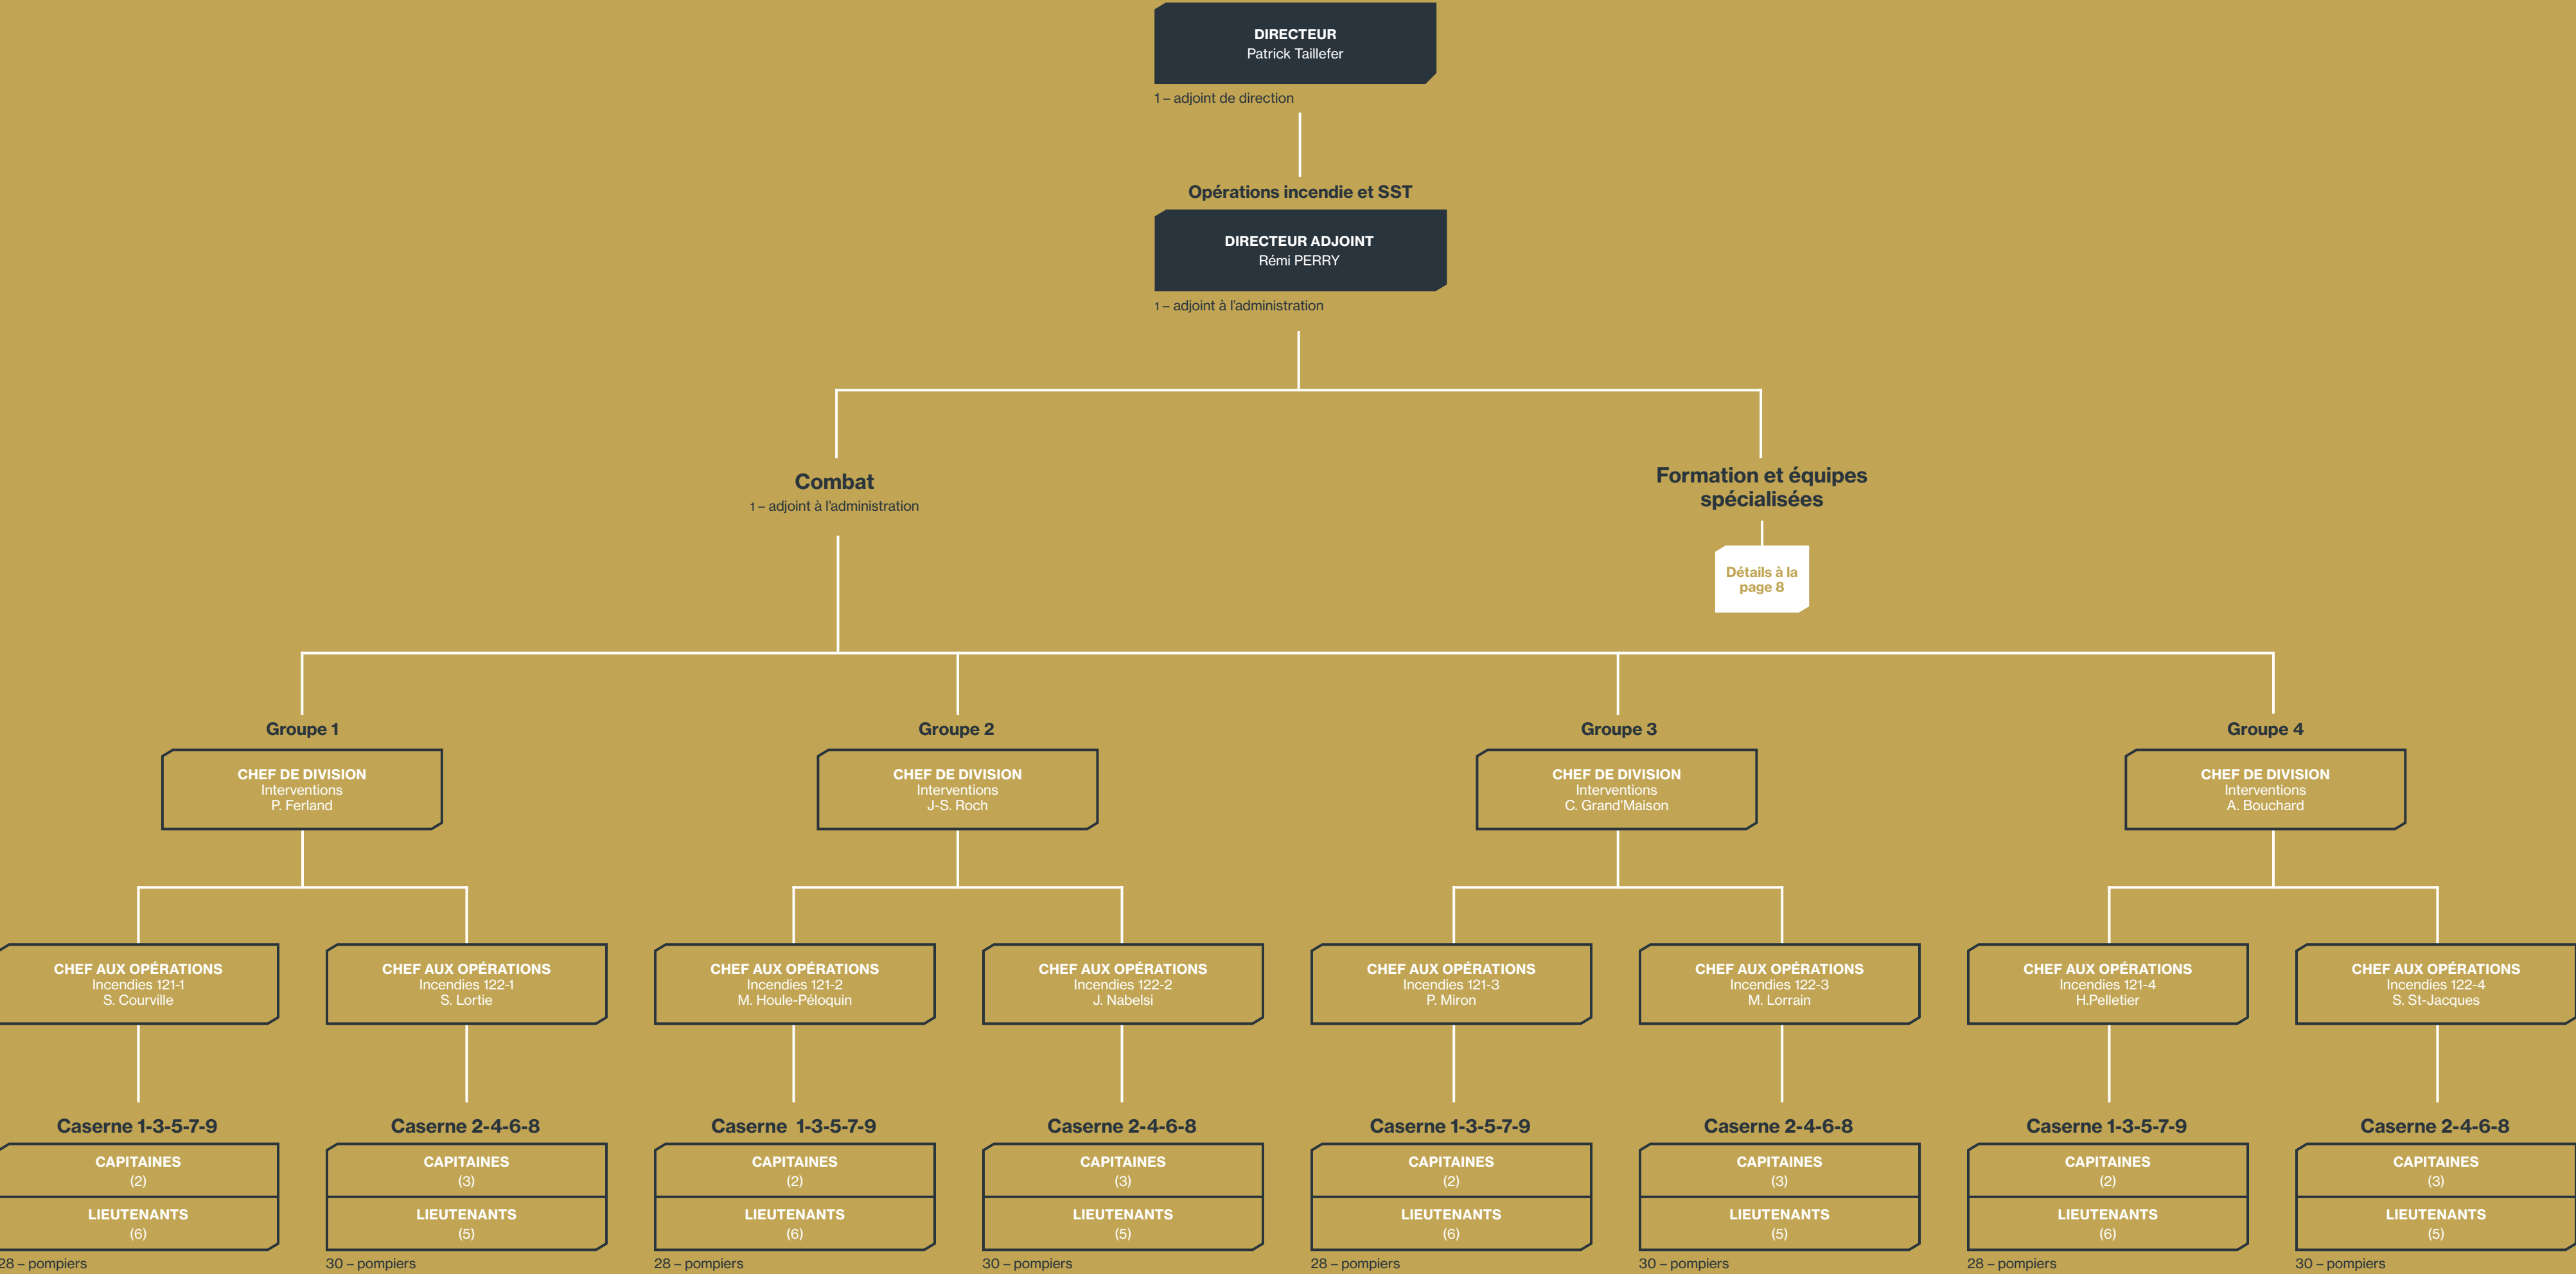 DIRECTEUR
Patrick Taillefer
1 – adjoint de direction
Opérations incendie et SST
DIRECTEUR ADJOINT
Rémi PERRY
1 – adjoint à l'administration
Combat
1 – adjoint à l'administration
Formation et équipes
spécialisées
Détails à la
page 8
Groupe 1
CHEF DE DIVISION
Interventions
P. Ferland
Groupe 2
CHEF DE DIVISION
Interventions
J-S. Roch
Groupe 3
CHEF DE DIVISION
Interventions
C. Grand'Maison
Groupe 4
CHEF DE DIVISION
Interventions
A. Bouchard
CHEF AUX OPÉRATIONS
Incendies 121-1
S. Courville
CHEF AUX OPÉRATIONS
Incendies 122-1
S. Lortie
CHEF AUX OPÉRATIONS
Incendies 121-2
M. Houle-Péloquin
CHEF AUX OPÉRATIONS
Incendies 122-2
J. Nabelsi
CHEF AUX OPÉRATIONS
Incendies 121-3
P. Miron
CHEF AUX OPÉRATIONS
Incendies 122-3
M. Lorrain
CHEF AUX OPÉRATIONS
Incendies 121-4
H.Pelletier
CHEF AUX OPÉRATIONS
Incendies 122-4
S. St-Jacques
Caserne 1-3-5-7-9
CAPITAINES
(2)
LIEUTENANTS
(6)
28 – pompiers
Caserne 2-4-6-8
CAPITAINES
(3)
LIEUTENANTS
(5)
30 – pompiers
Caserne 1-3-5-7-9
CAPITAINES
(2)
LIEUTENANTS
(6)
28 – pompiers
Caserne 2-4-6-8
CAPITAINES
(3)
LIEUTENANTS
(5)
30 – pompiers
Caserne 1-3-5-7-9
CAPITAINES
(2)
LIEUTENANTS
(6)
28 – pompiers
Caserne 2-4-6-8
CAPITAINES
(3)
LIEUTENANTS
(5)
30 – pompiers
Caserne 1-3-5-7-9
CAPITAINES
(2)
LIEUTENANTS
(6)
28 – pompiers
Caserne 2-4-6-8
CAPITAINES
(3)
LIEUTENANTS
(5)
30 – pompiers